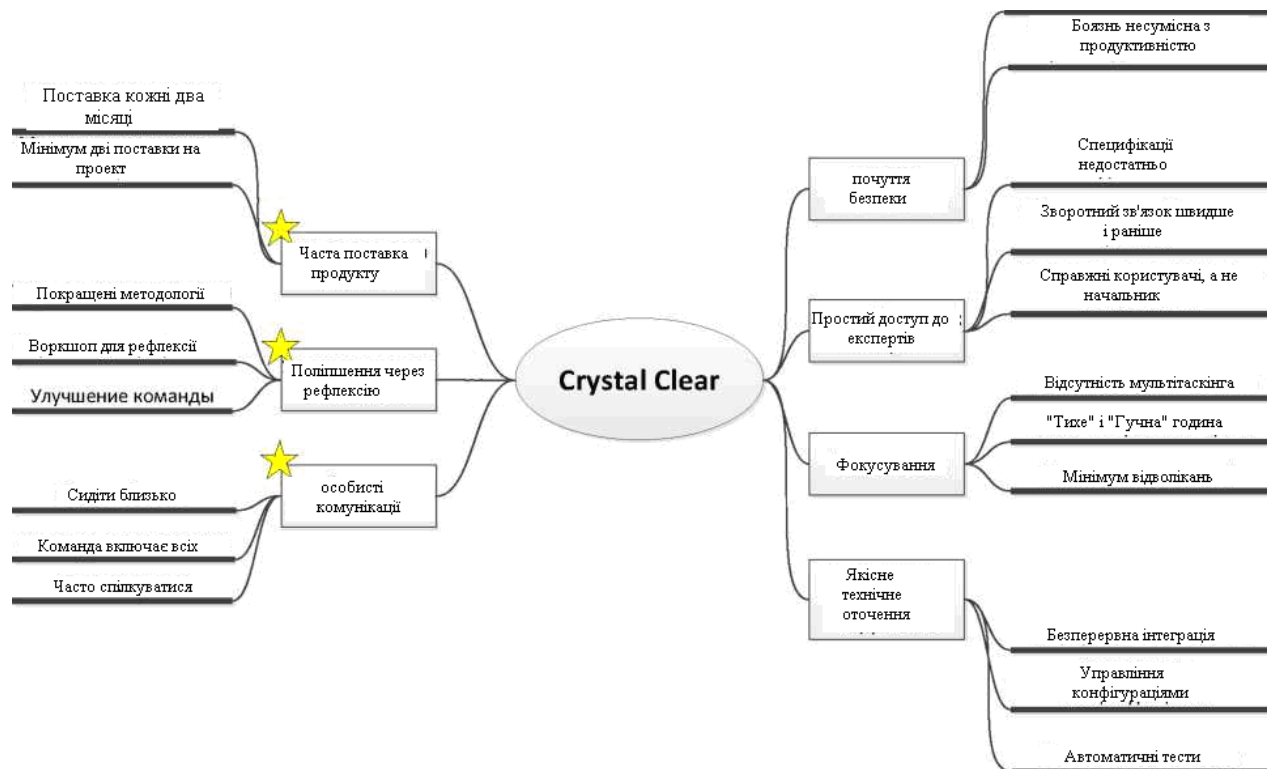 Поставка кожні два
місяці
Мінімум дві поставки на
проект
Часта поставка
продукту
Покращені методології
Воркшоп для рефлексії
Улучшение команды
Поліпшення через
рефлексію
Сидіти близько
Команда включає всіх
Часто спілкуватися
особисті
комунікації
Crystal Clear
почуття
безпеки
Боязнь несумісна з
продуктивністю
Простий доступ до
експертів
Специфікації
недостатньо
Зворотний зв'язок швидше
і раніше
Справжні користувачі, а не
начальник
Фокусування
Відсутність мультітаскінга
"Тихе" і "Гучна" година
Мінімум відволікань
Якісне
технічне
оточення
Безперервна інтеграція
Управління
конфігураціями
Автоматичні тести